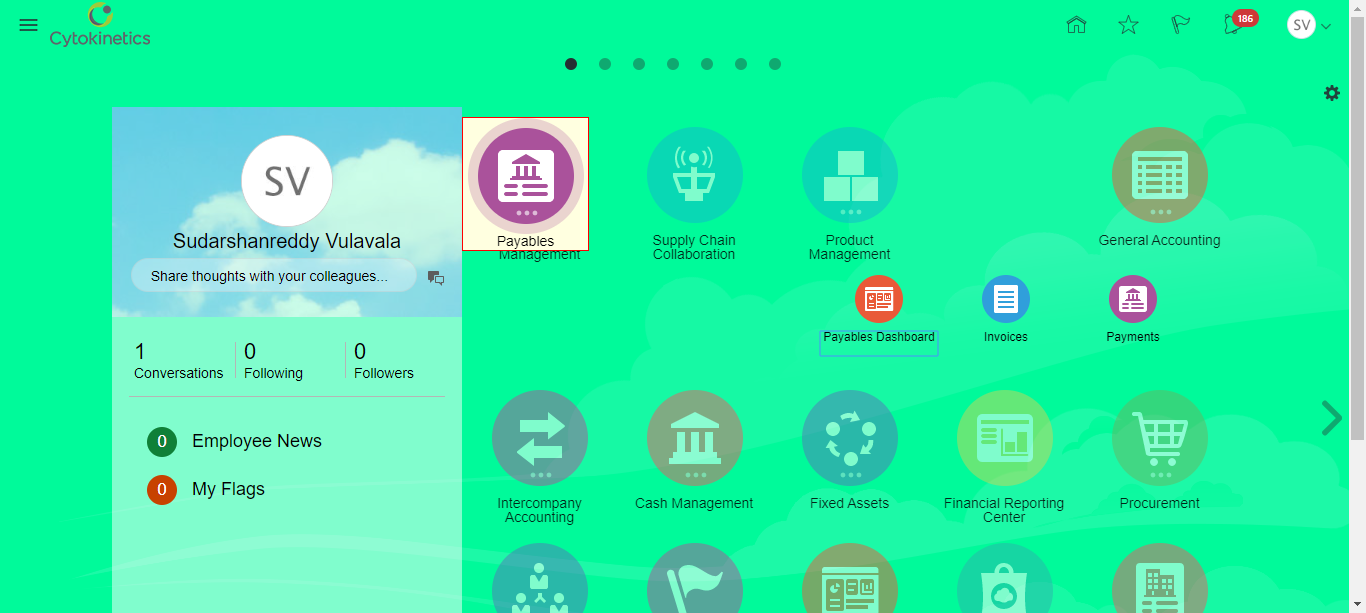 Cytokinetics
186
SV
SV
Sudarshanreddy Vulavala
Share thoughts with your colleagues...
1
Conversations
0
Following
0
Followers
0 Employee News
0 My Flags
Payables
Management
Supply Chain
Collaboration
Product
Management
General Accounting
Payables Dashboard
Invoices
Payments
Intercompany
Accounting
Cash Management
Fixed Assets
Financial Reporting
Center
Procurement